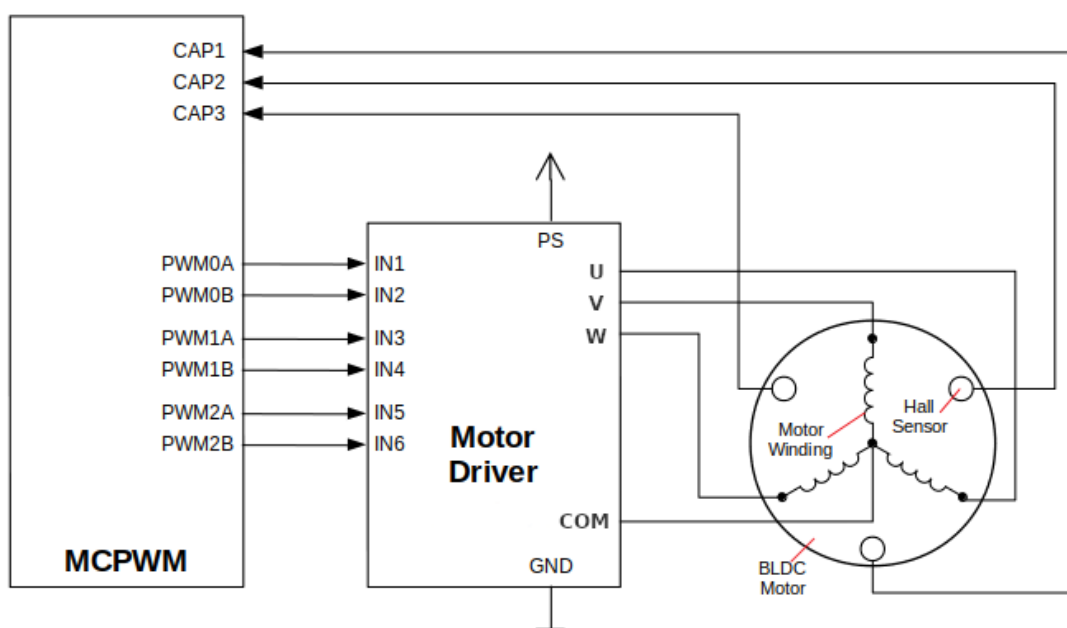 CAP1
CAP2
CAP3
PWM0A
PWM0B
PWM1A
PWM1B
PWM2A
PWM2B
MCPWM
PS
IN1
IN2
IN3
IN4
IN5
IN6
U
V
W
Motor
Driver
COM
GND
Motor
Winding
Hall
Sensor
BLDC
Motor